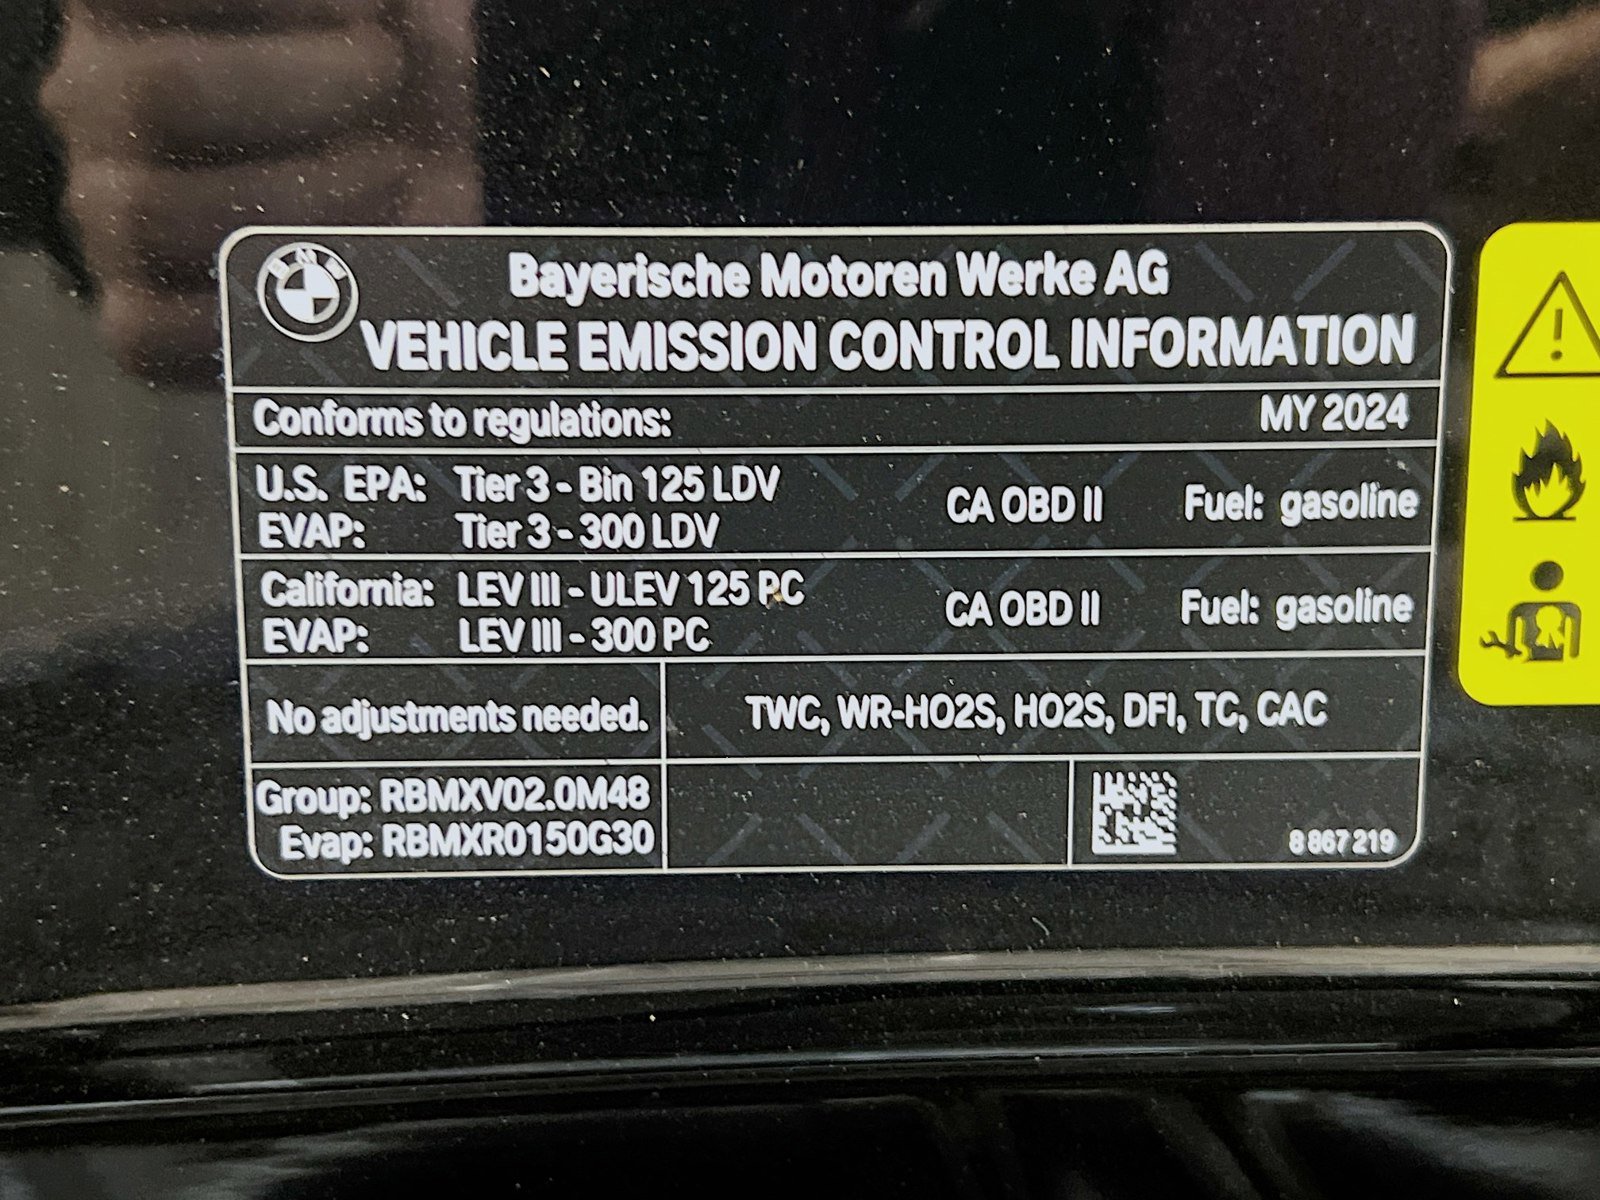 BMW
Bayerische Motoren Werke AG
VEHICLE EMISSION CONTROL INFORMATION
Conforms to regulations: MY 2024
U.S. EPA: Tier 3 - Bin 125 LDV CA OBD II Fuel: gasoline
EVAP: Tier 3 - 300 LDV
California: LEV III - ULEV 125 PC CA OBD II Fuel: gasoline
EVAP: LEV III - 300 PC
No adjustments needed. TWC, WR-HO2S, HO2S, DFI, TC, CAC
Group: RBMXV02.0M48
Evap: RBMXR0150G30
8 867 219